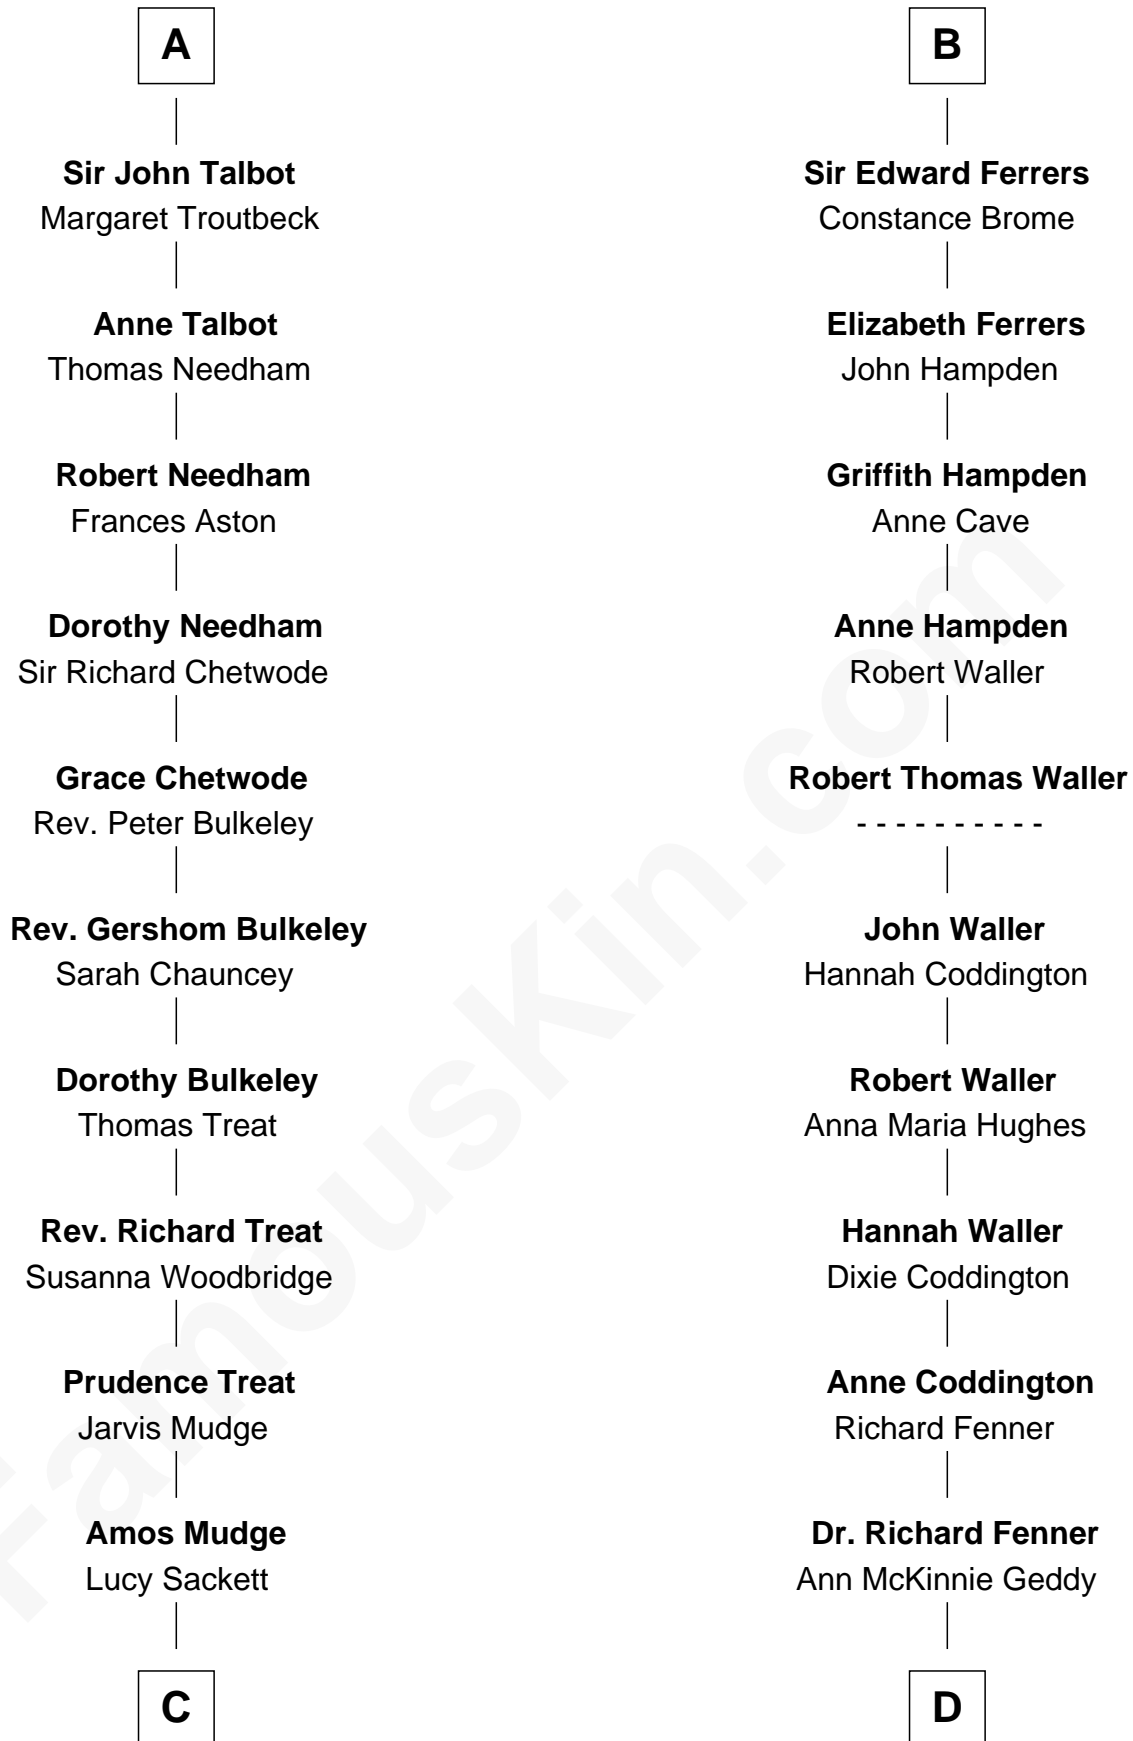 A
Sir John Talbot
Margaret Troutbeck
Anne Talbot
Thomas Needham
Robert Needham
Frances Aston
Dorothy Needham
Sir Richard Chetwode
Grace Chetwode
Rev. Peter Bulkeley
Rev. Gershom Bulkeley
Sarah Chauncey
Dorothy Bulkeley
Thomas Treat
Rev. Richard Treat
Susanna Woodbridge
Prudence Treat
Jarvis Mudge
Amos Mudge
Lucy Sackett
C
B
Sir Edward Ferrers
Constance Brome
Elizabeth Ferrers
John Hampden
Griffith Hampden
Anne Cave
Anne Hampden
Robert Waller
Robert Thomas Waller
- - - - - - - - - -
John Waller
Hannah Coddington
Robert Waller
Anna Maria Hughes
Hannah Waller
Dixie Coddington
Anne Coddington
Richard Fenner
Dr. Richard Fenner
Ann McKinnie Geddy
D
FamousKin.com